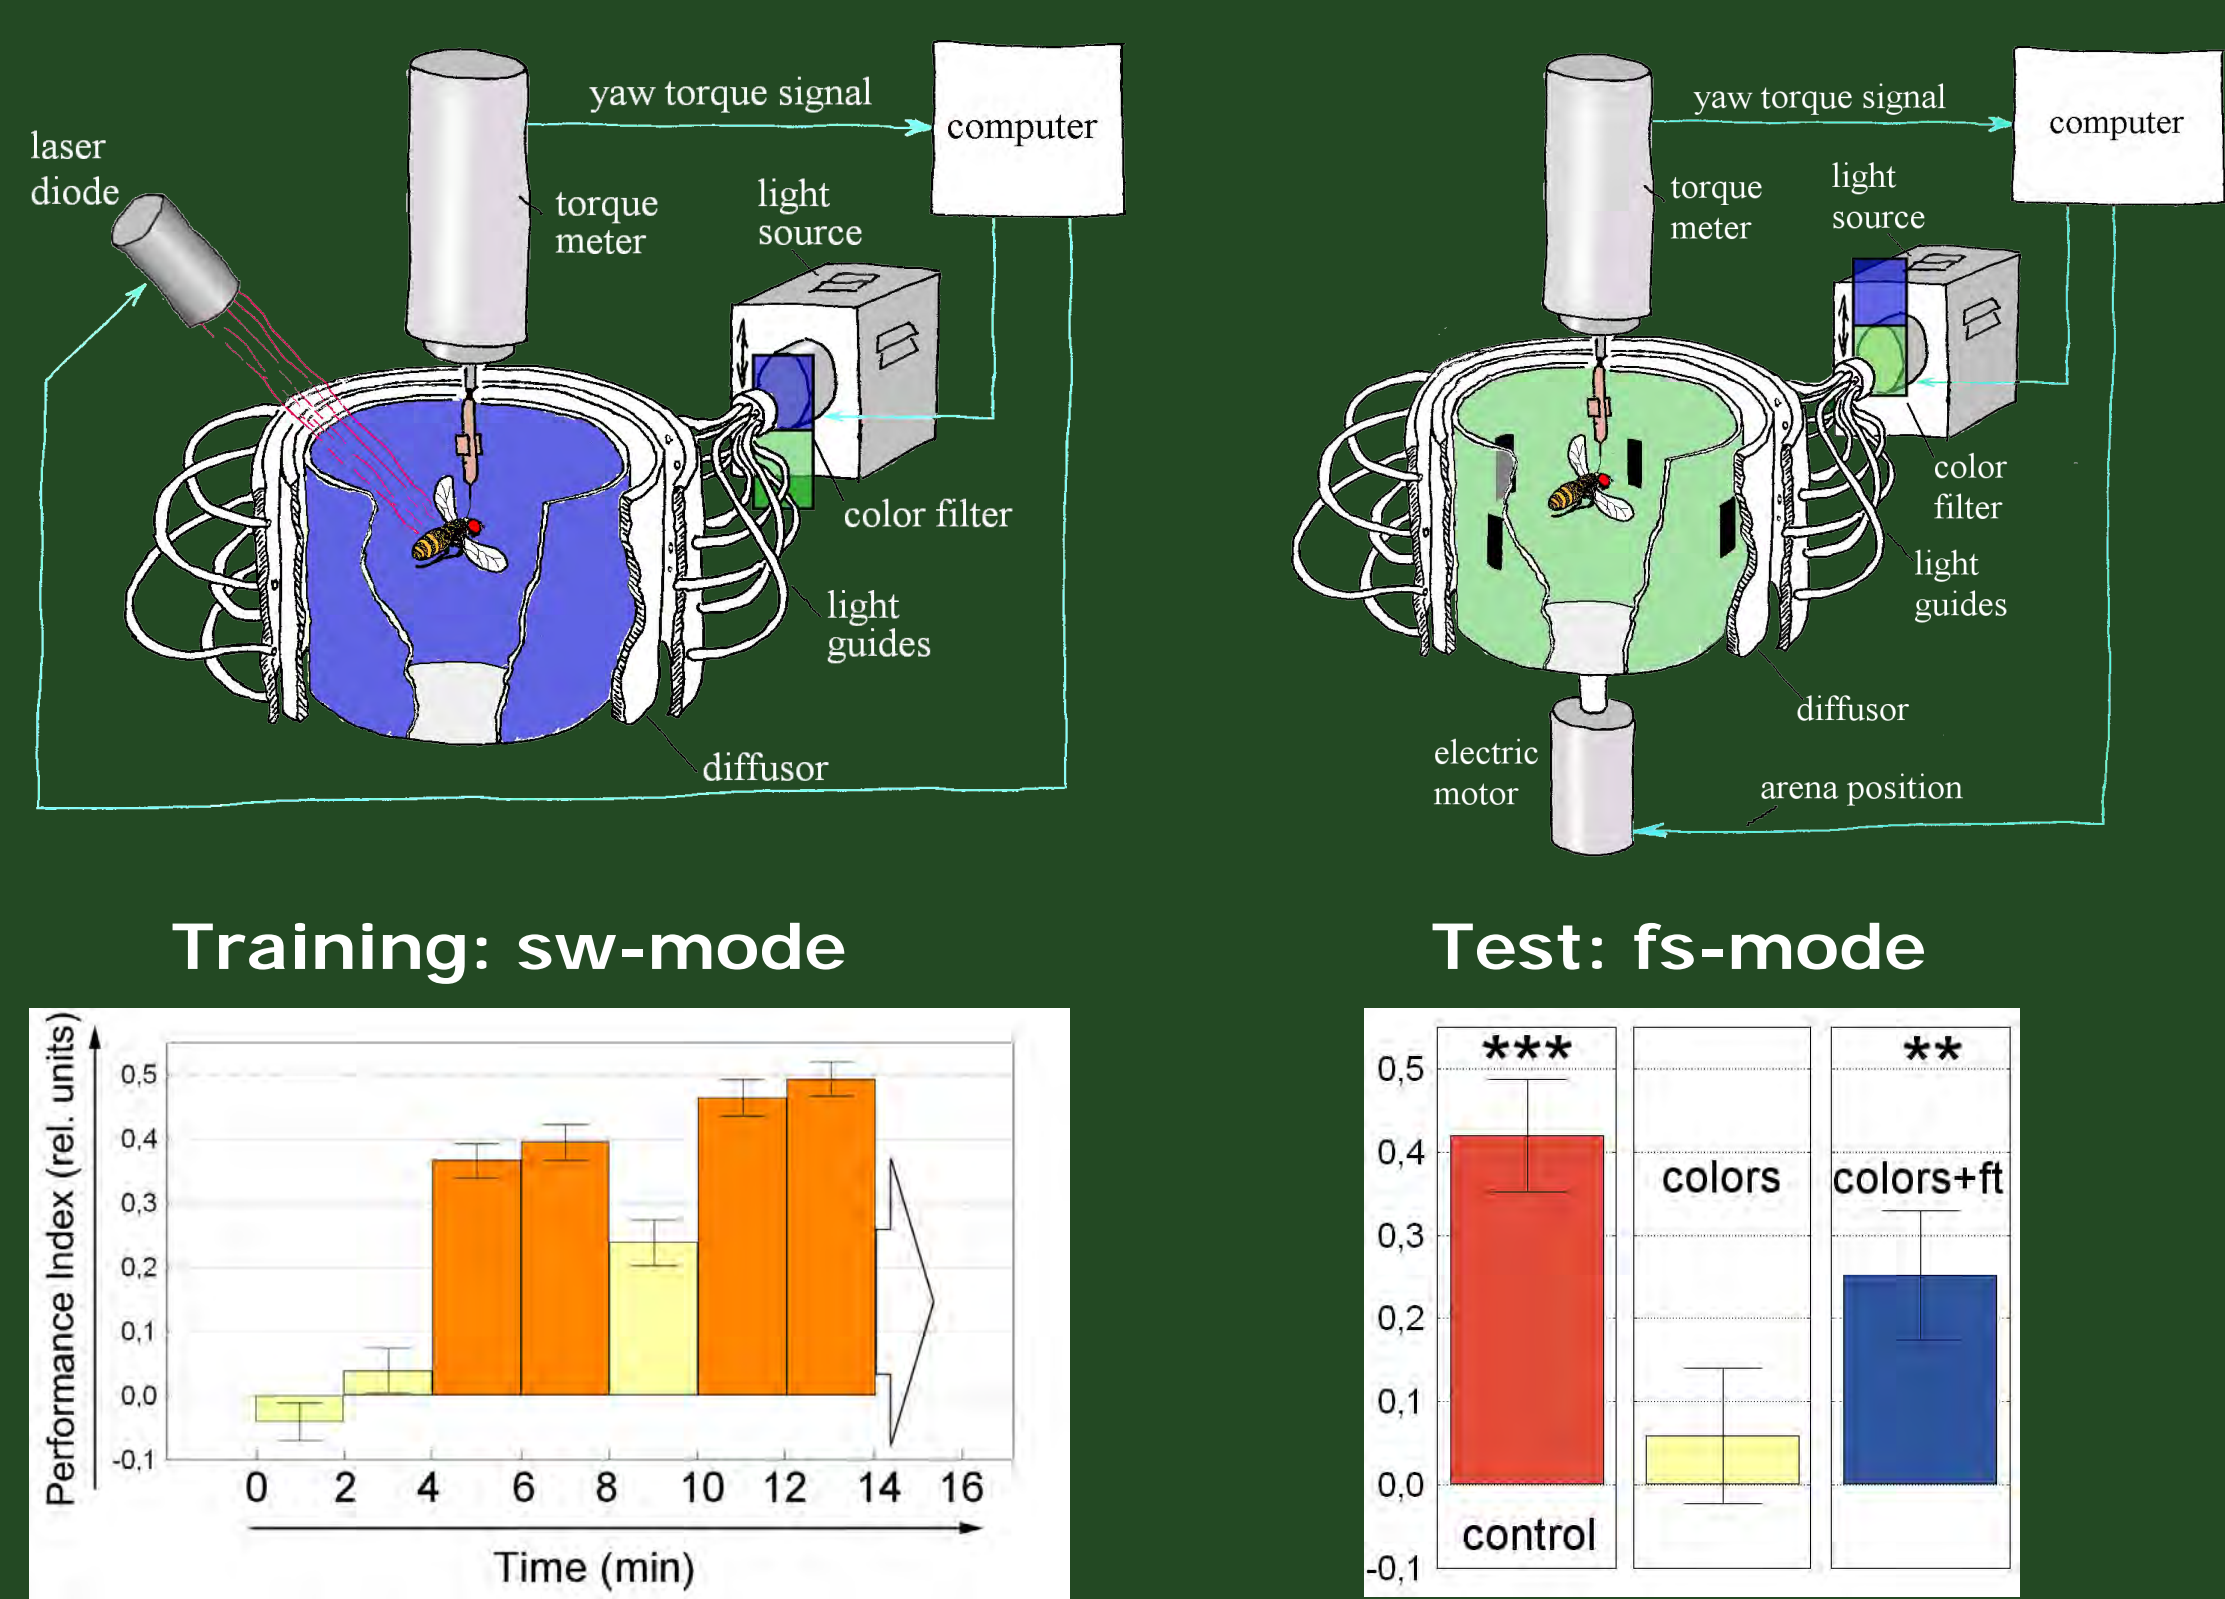 laser
diode
yaw torque signal
computer
torque
meter
light
source
color filter
light
guides
diffusor
yaw torque signal
computer
torque
meter
light
source
color
filter
light
guides
diffusor
electric
motor
arena position
Training: sw-mode
Test: fs-mode
Performance Index (rel. units)
0,5
0,4
0,3
0,2
0,1
0,0
-0,1
0 2 4 6 8 10 12 14 16
Time (min)
0,5
0,4
0,3
0,2
0,1
0,0
-0,1
***
control
colors
**
colors+ft